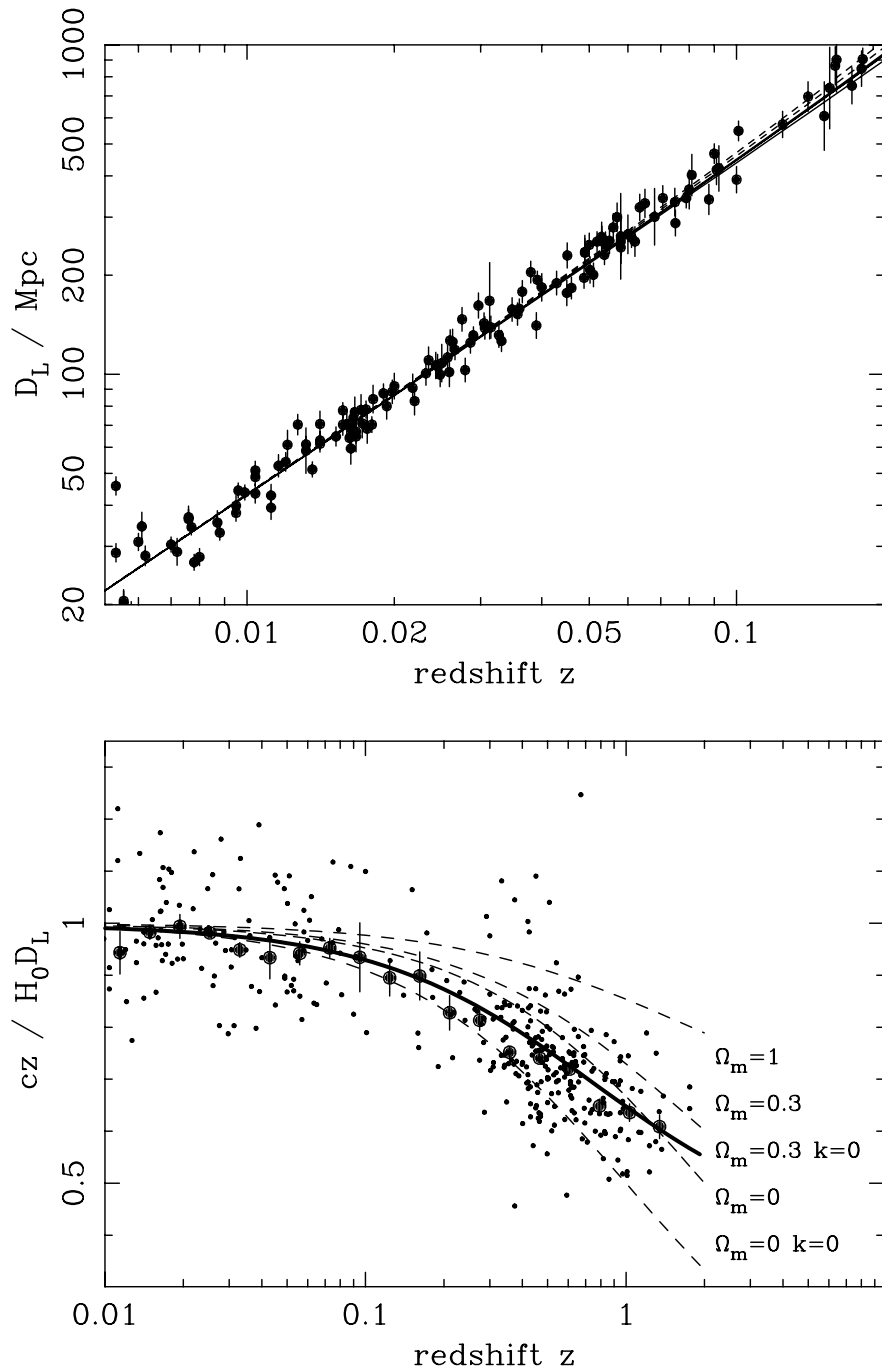 1000
500
200
100
50
20
D_L / Mpc
0.01 0.02 0.05 0.1
redshift z
1
0.5
cz / H_0D_L
Ω_m=1
Ω_m=0.3
Ω_m=0.3 k=0
Ω_m=0
Ω_m=0 k=0
0.01 0.1 1
redshift z